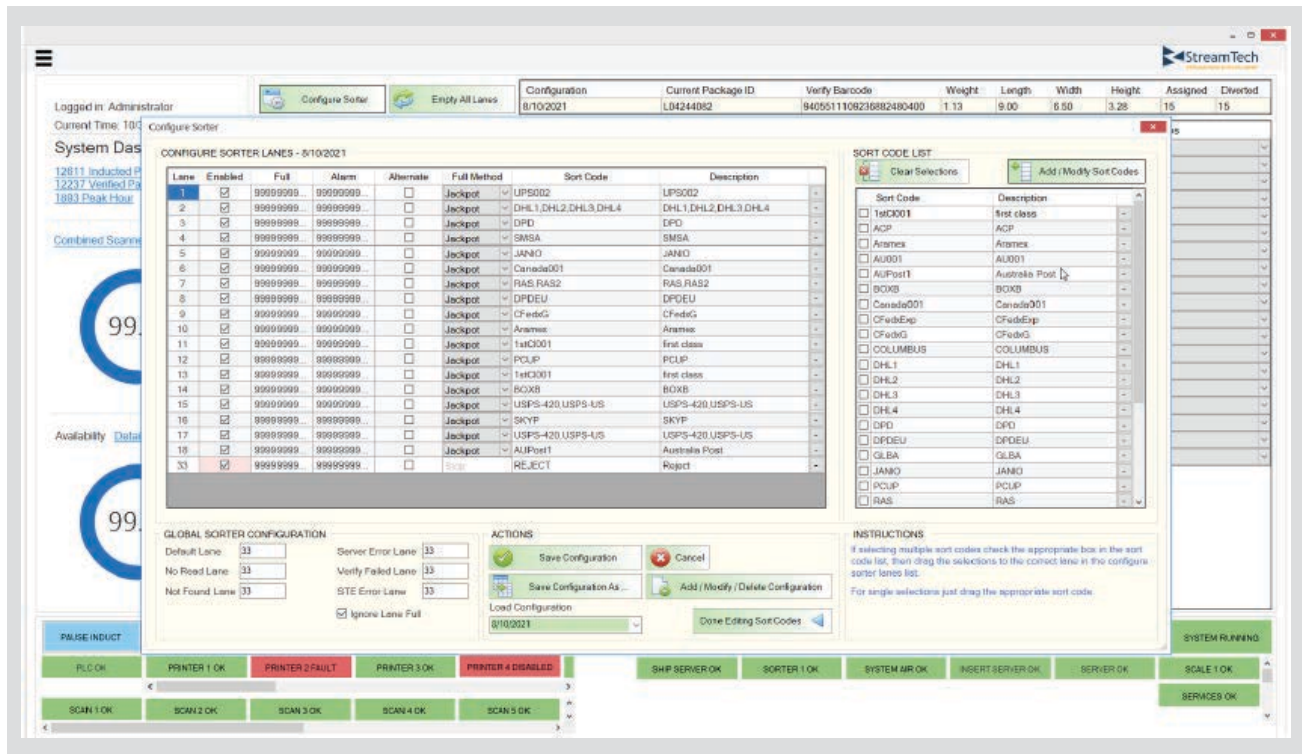 StreamTech
Configure Sorter
Empty All Lanes
Configuration Current Package ID Verify Barcode Weight Length Width Height Assigned Diverted
8/10/2021 L04244082 9405511109236882480400 1.13 9.00 6.50 3.28 15 15
Logged in: Administrator
Current Time: 10/
System Das
12811 Inducted P
12237 Verified Pa
1893 Peak Hour
Combined Scanne
99.
Availability Detai
99.
Configure Sorter
CONFIGURE SORTER LANES - 8/10/2021
Lane Enabled Full Alarm Alternate Full Method Sort Code Description
1 99999999... 99999999... Jackpot UPS002 UPS002
2 99999999... 99999999... Jackpot DHL1,DHL2,DHL3,DHL4 DHL1,DHL2,DHL3,DHL4
3 99999999... 99999999... Jackpot DPD DPD
4 99999999... 99999999... Jackpot SMSA SMSA
5 99999999... 99999999... Jackpot JANIO JANIO
6 99999999... 99999999... Jackpot Canada001 Canada001
7 99999999... 99999999... Jackpot RAS,RAS2 RAS,RAS2
8 99999999... 99999999... Jackpot DPDEU DPDEU
9 99999999... 99999999... Jackpot CFedxG CFedxG
10 99999999... 99999999... Jackpot Aramex Aramex
11 99999999... 99999999... Jackpot 1stCl001 first class
12 99999999... 99999999... Jackpot PCUP PCUP
13 99999999... 99999999... Jackpot 1stCl001 first class
14 99999999... 99999999... Jackpot BOXB BOXB
15 99999999... 99999999... Jackpot USPS-420,USPS-US USPS-420,USPS-US
16 99999999... 99999999... Jackpot SKYP SKYP
17 99999999... 99999999... Jackpot USPS-420,USPS-US USPS-420,USPS-US
18 99999999... 99999999... Jackpot AUPost1 Australia Post
33 99999999... 99999999... REJECT Reject
SORT CODE LIST
Clear Selections
Add / Modify Sort Codes
Sort Code Description
1stCl001 first class
ACP ACP
Aramex Aramex
AU001 AU001
AUPost1 Australia Post
BOXB BOXB
Canada001 Canada001
CFedxExp CFedxExp
CFedxG CFedxG
COLUMBUS COLUMBUS
DHL1 DHL1
DHL2 DHL2
DHL3 DHL3
DHL4 DHL4
DPD DPD
DPDEU DPDEU
GLBA GLBA
JANIO JANIO
PCUP PCUP
RAS RAS
GLOBAL SORTER CONFIGURATION
Default Lane 33 Server Error Lane 33
No Read Lane 33 Verify Failed Lane 33
Not Found Lane 33 STE Error Lane 33
Ignore Lane Full
ACTIONS
Save Configuration Cancel
Save Configuration As ... Add / Modify / Delete Configuration
Load Configuration
8/10/2021
Done Editing Sort Codes
INSTRUCTIONS
If selecting multiple sort codes check the appropriate box in the sort
code list, then drag the selections to the correct lane in the configure
sorter lanes list.
For single selections just drag the appropriate sort code.
PAUSE INDUCT
SYSTEM RUNNING
PLC OK PRINTER 1 OK PRINTER 2 FAULT PRINTER 3 OK PRINTER 4 DISABLED SHIP SERVER OK SORTER 1 OK SYSTEM AIR OK INSERT SERVER OK SERVER OK SCALE 1 OK
SCAN 1 OK SCAN 2 OK SCAN 3 OK SCAN 4 OK SCAN 5 OK SERVICES OK